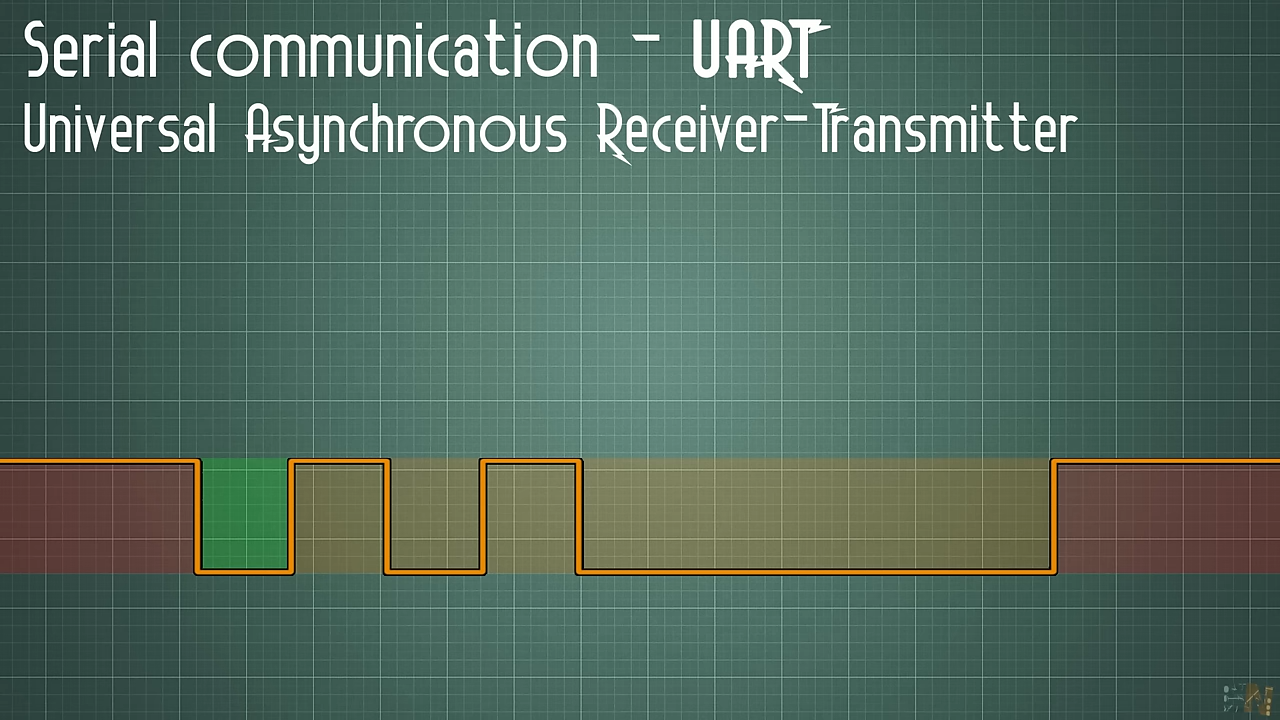 Serial communication - UART
Universal Asynchronous Receiver-Transmitter